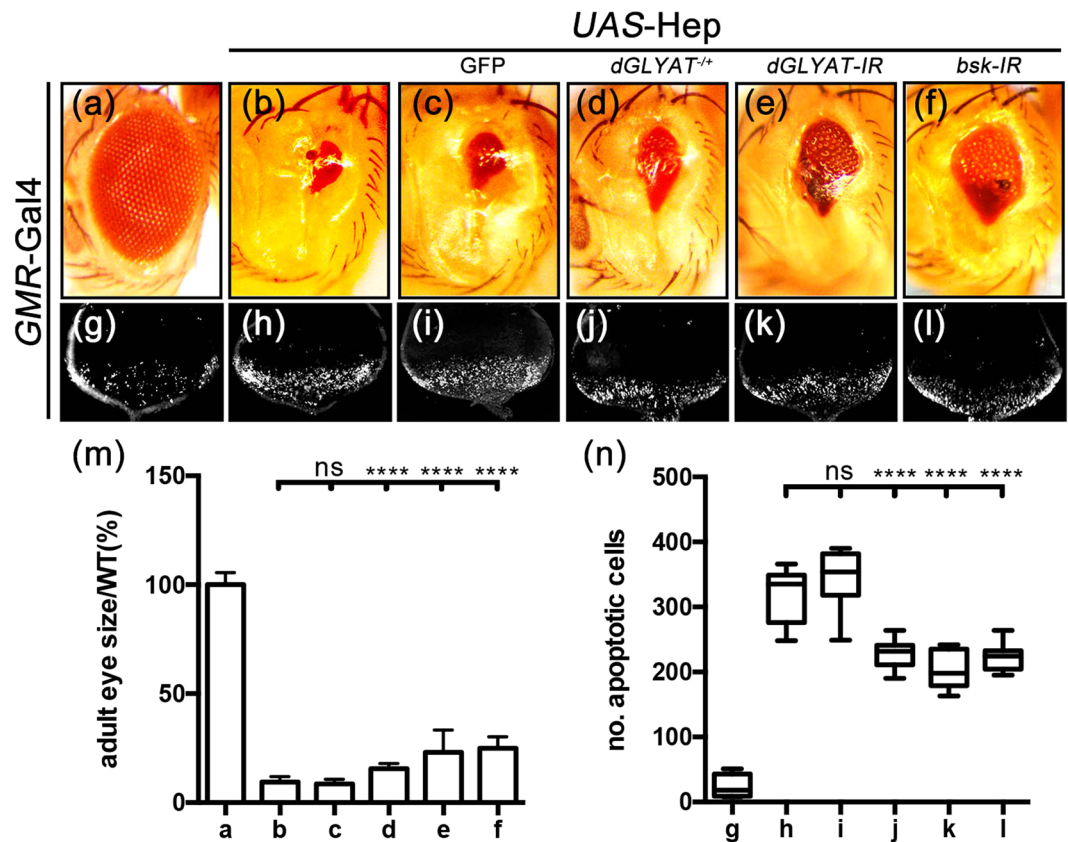 UAS-Hep
GFP dGLYAT-/+ dGLYAT-IR bsk-IR
GMR-Gal4
(a) (b) (c) (d) (e) (f)
(g) (h) (i) (j) (k) (l)
(m)
adult eye size/WT(%)
150
100
50
0
ns **** **** ****
a b c d e f
(n)
no. apoptotic cells
500
400
300
200
100
0
ns **** **** ****
g h i j k l